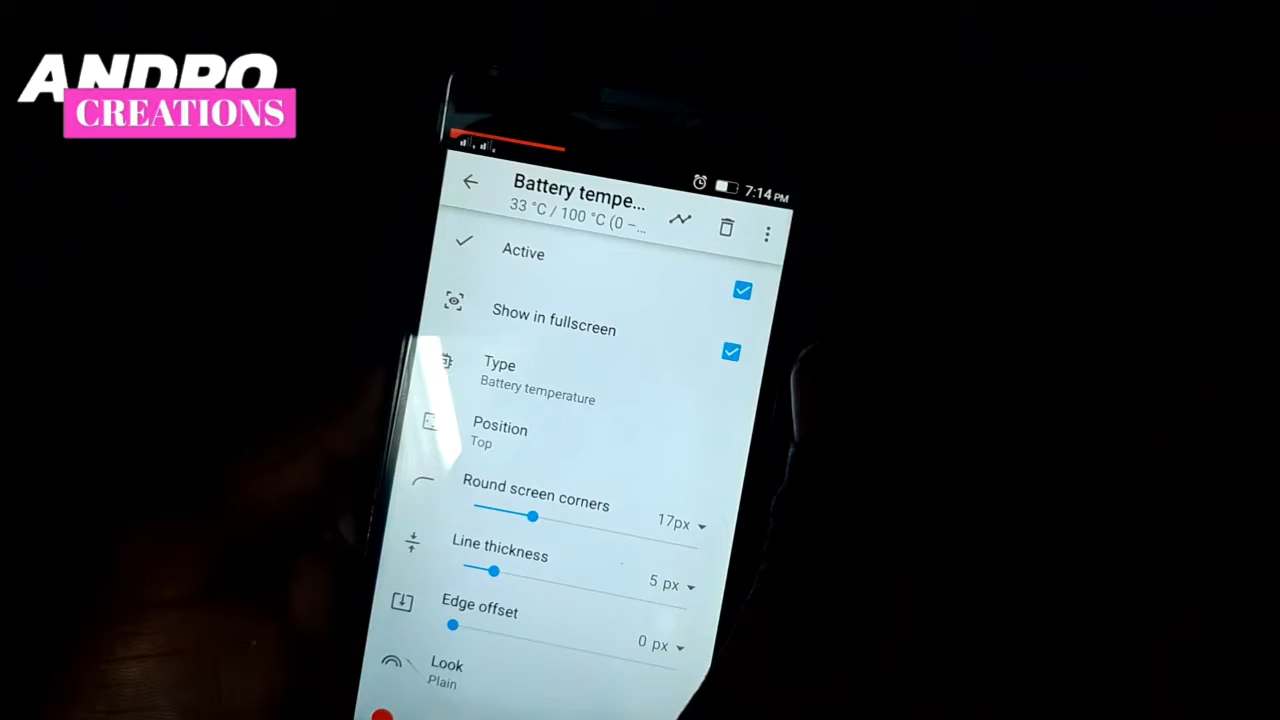 ANDRO
CREATIONS
7:14 PM
Battery tempe...
33 °C / 100 °C (0 –...
Active
Show in fullscreen
Type
Battery temperature
Position
Top
Round screen corners
17px
Line thickness
5 px
Edge offset
0 px
Look
Plain